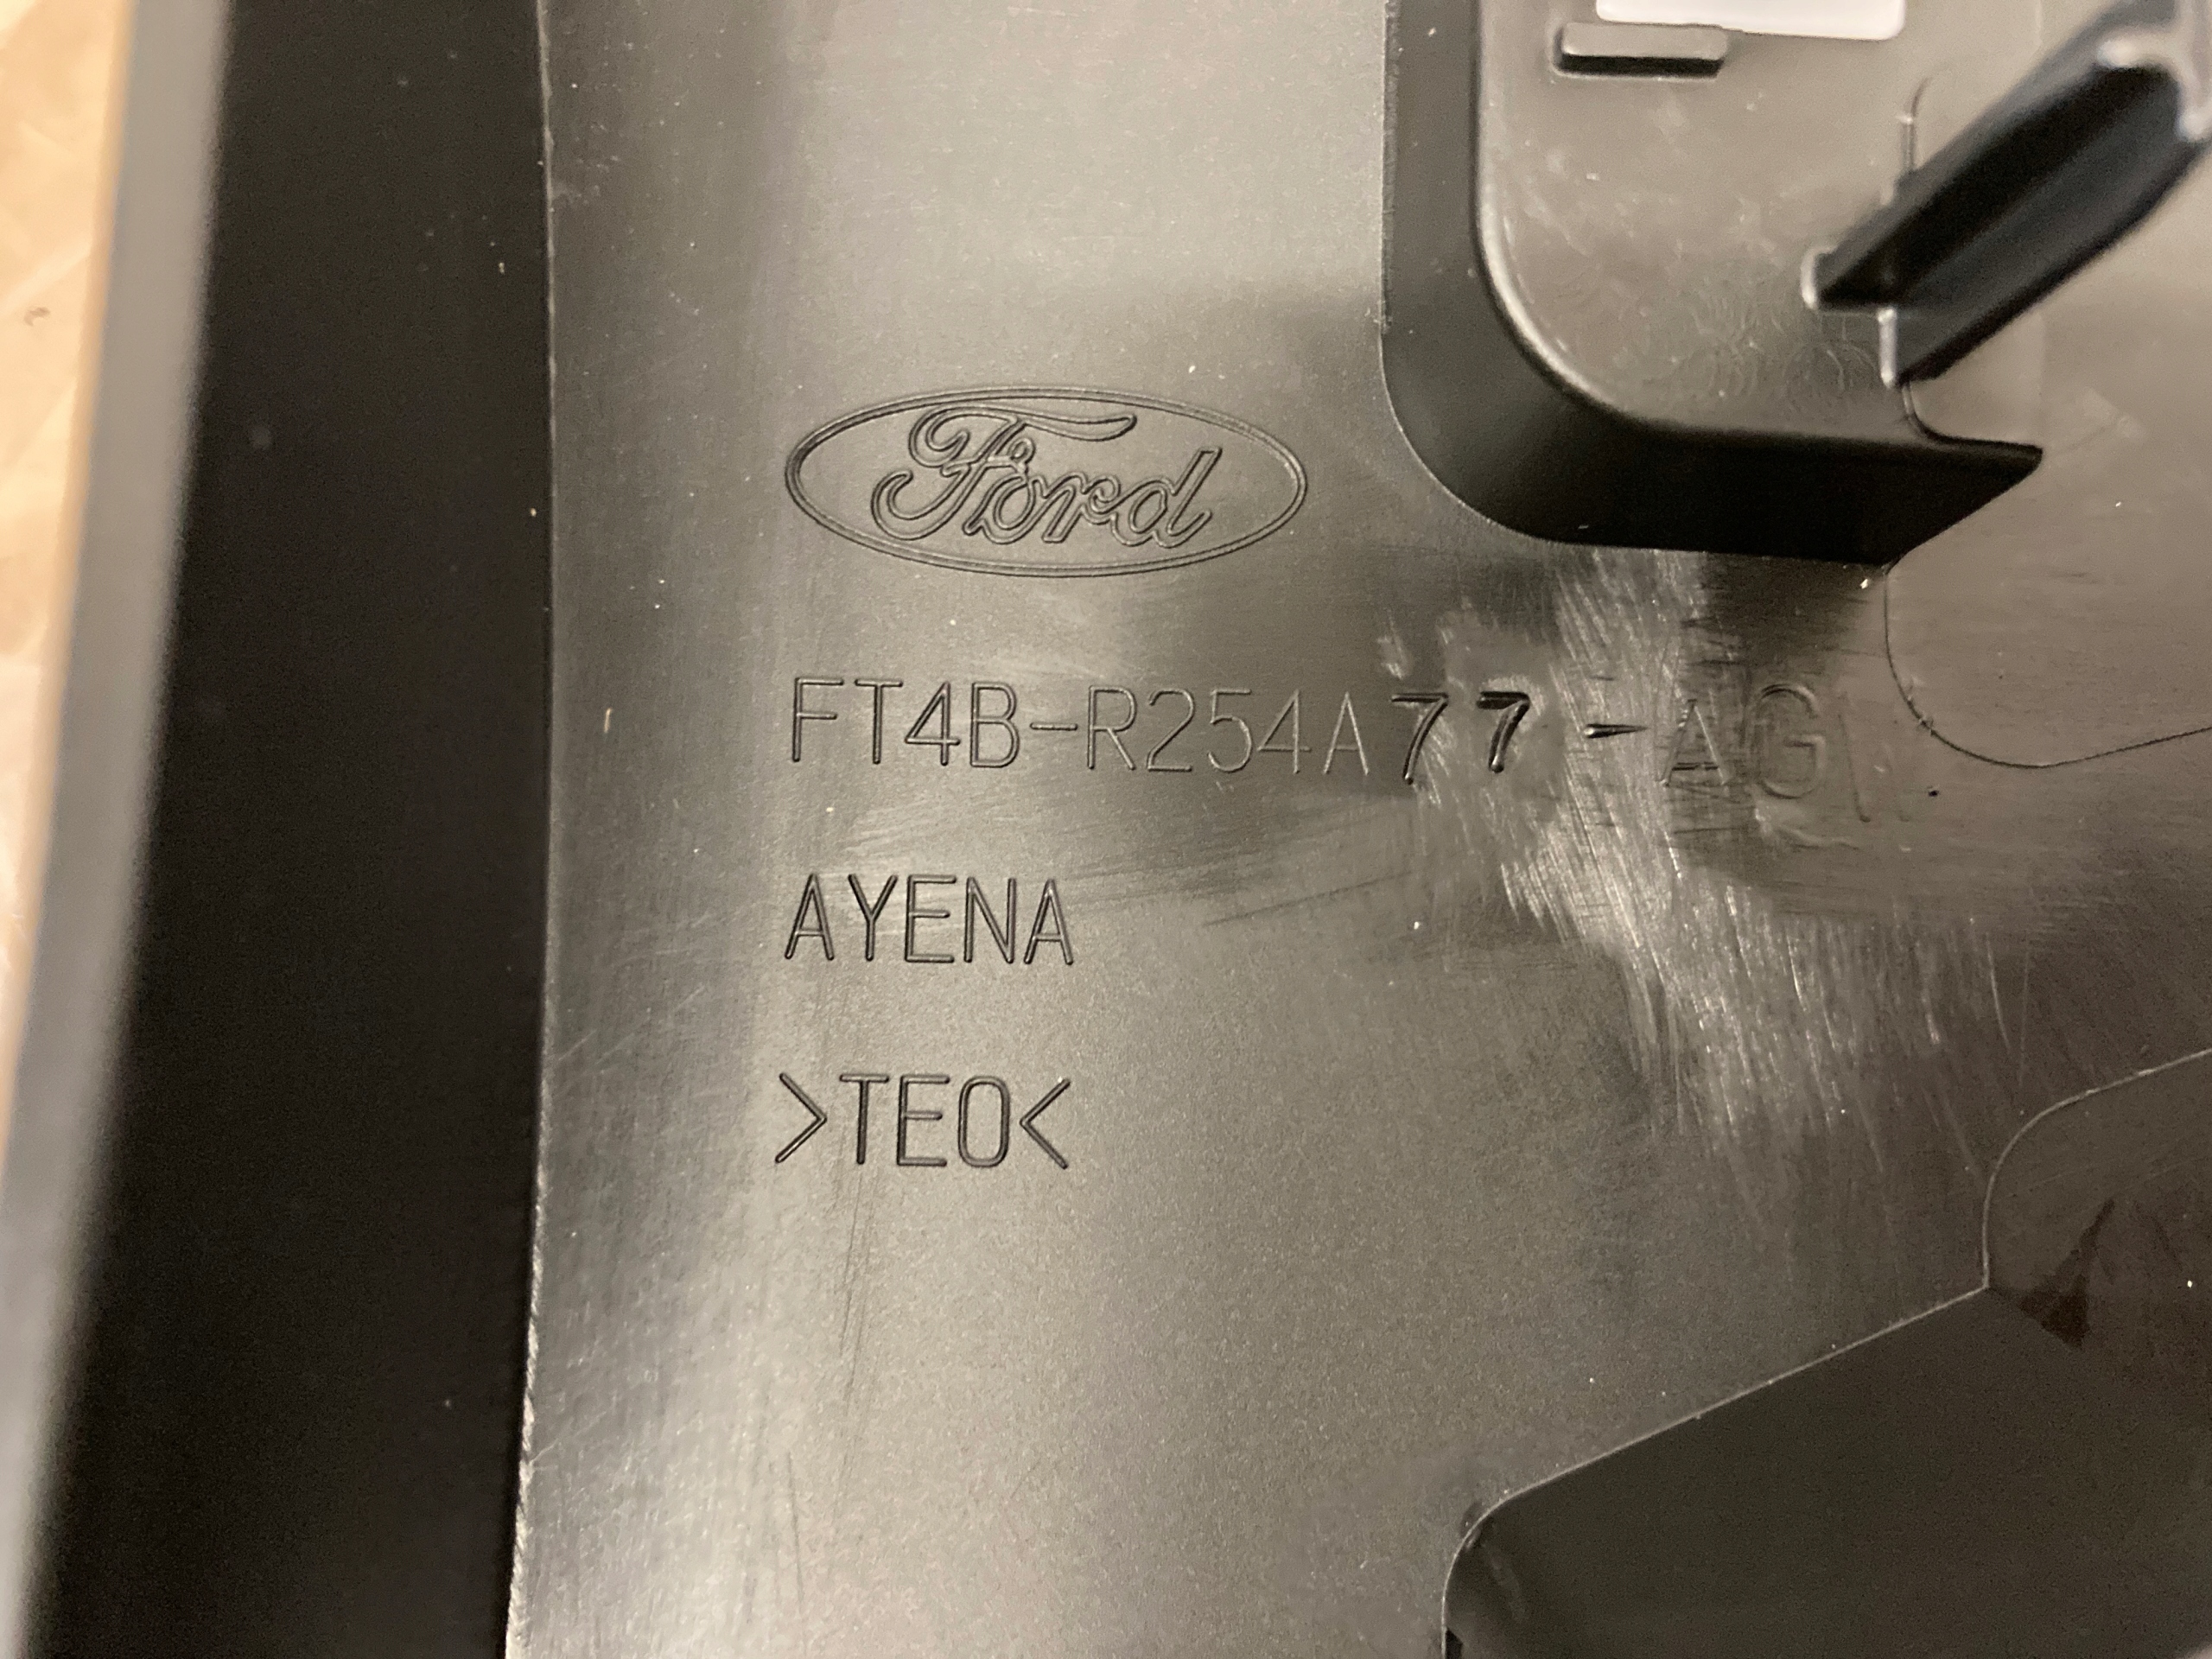 Ford
FT4B-R254A77-AG
AYENA
>TEO<